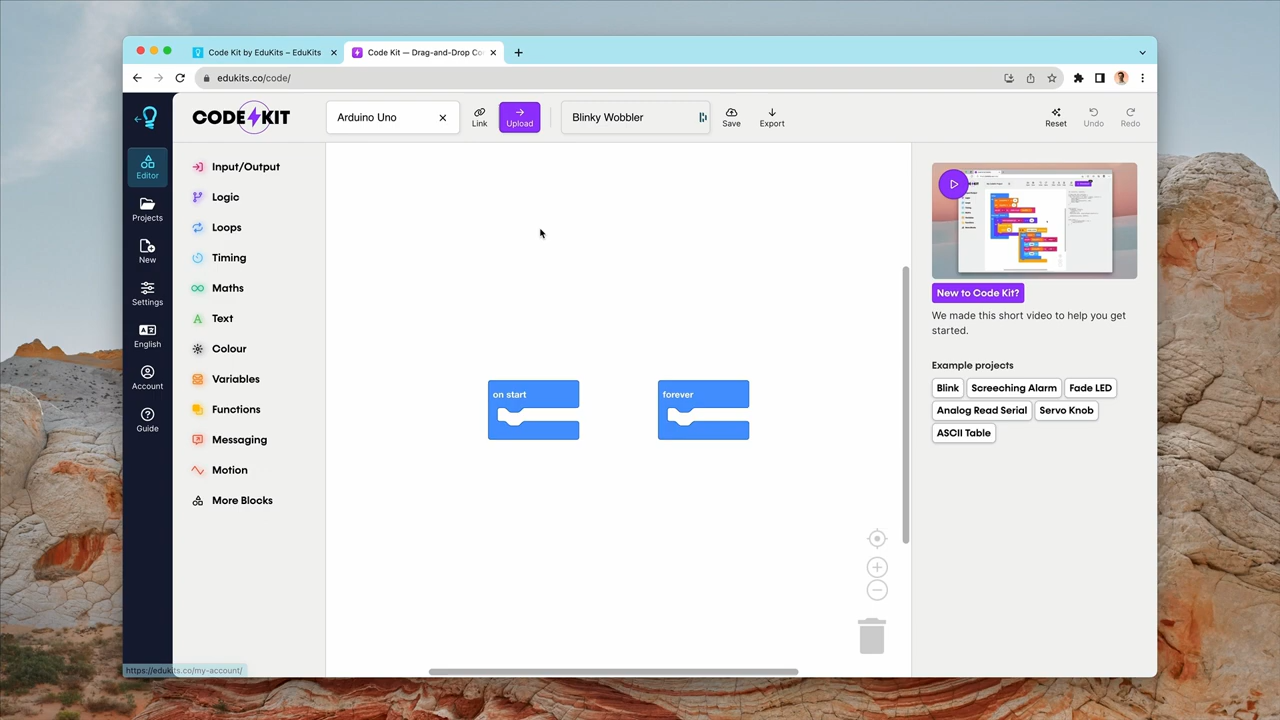 Code Kit by EduKits – EduKits
Code Kit — Drag-and-Drop Co
edukits.co/code/
CODE KIT
Arduino Uno
Link
Upload
Blinky Wobbler
Save
Export
Reset
Undo
Redo
Editor
Projects
New
Settings
English
Account
Guide
Input/Output
Logic
Loops
Timing
Maths
Text
Colour
Variables
Functions
Messaging
Motion
More Blocks
on start
forever
New to Code Kit?
We made this short video to help you get
started.
Example projects
Blink Screeching Alarm Fade LED
Analog Read Serial Servo Knob
ASCII Table
https://edukits.co/my-account/